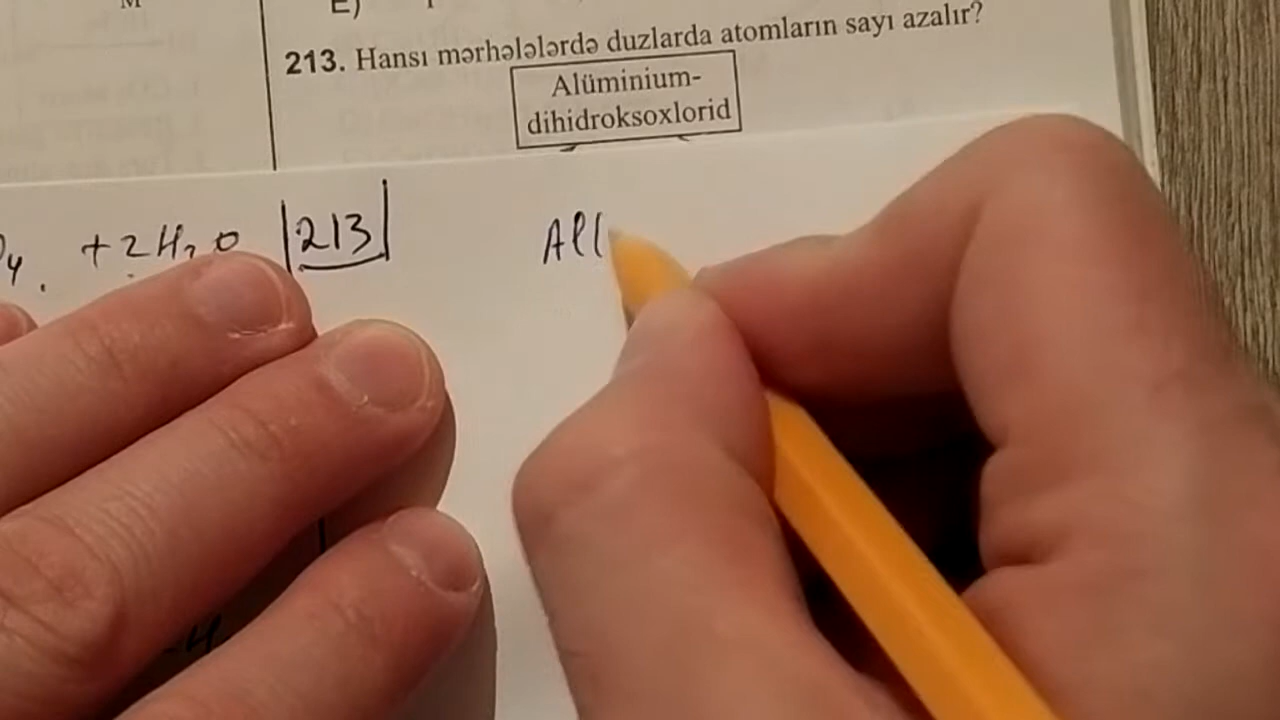 213. Hansı mərhələlərdə duzlarda atomların sayı azalır?
Alüminium-
dihidroksoxlorid
+ 2H₂O |213|
Al(